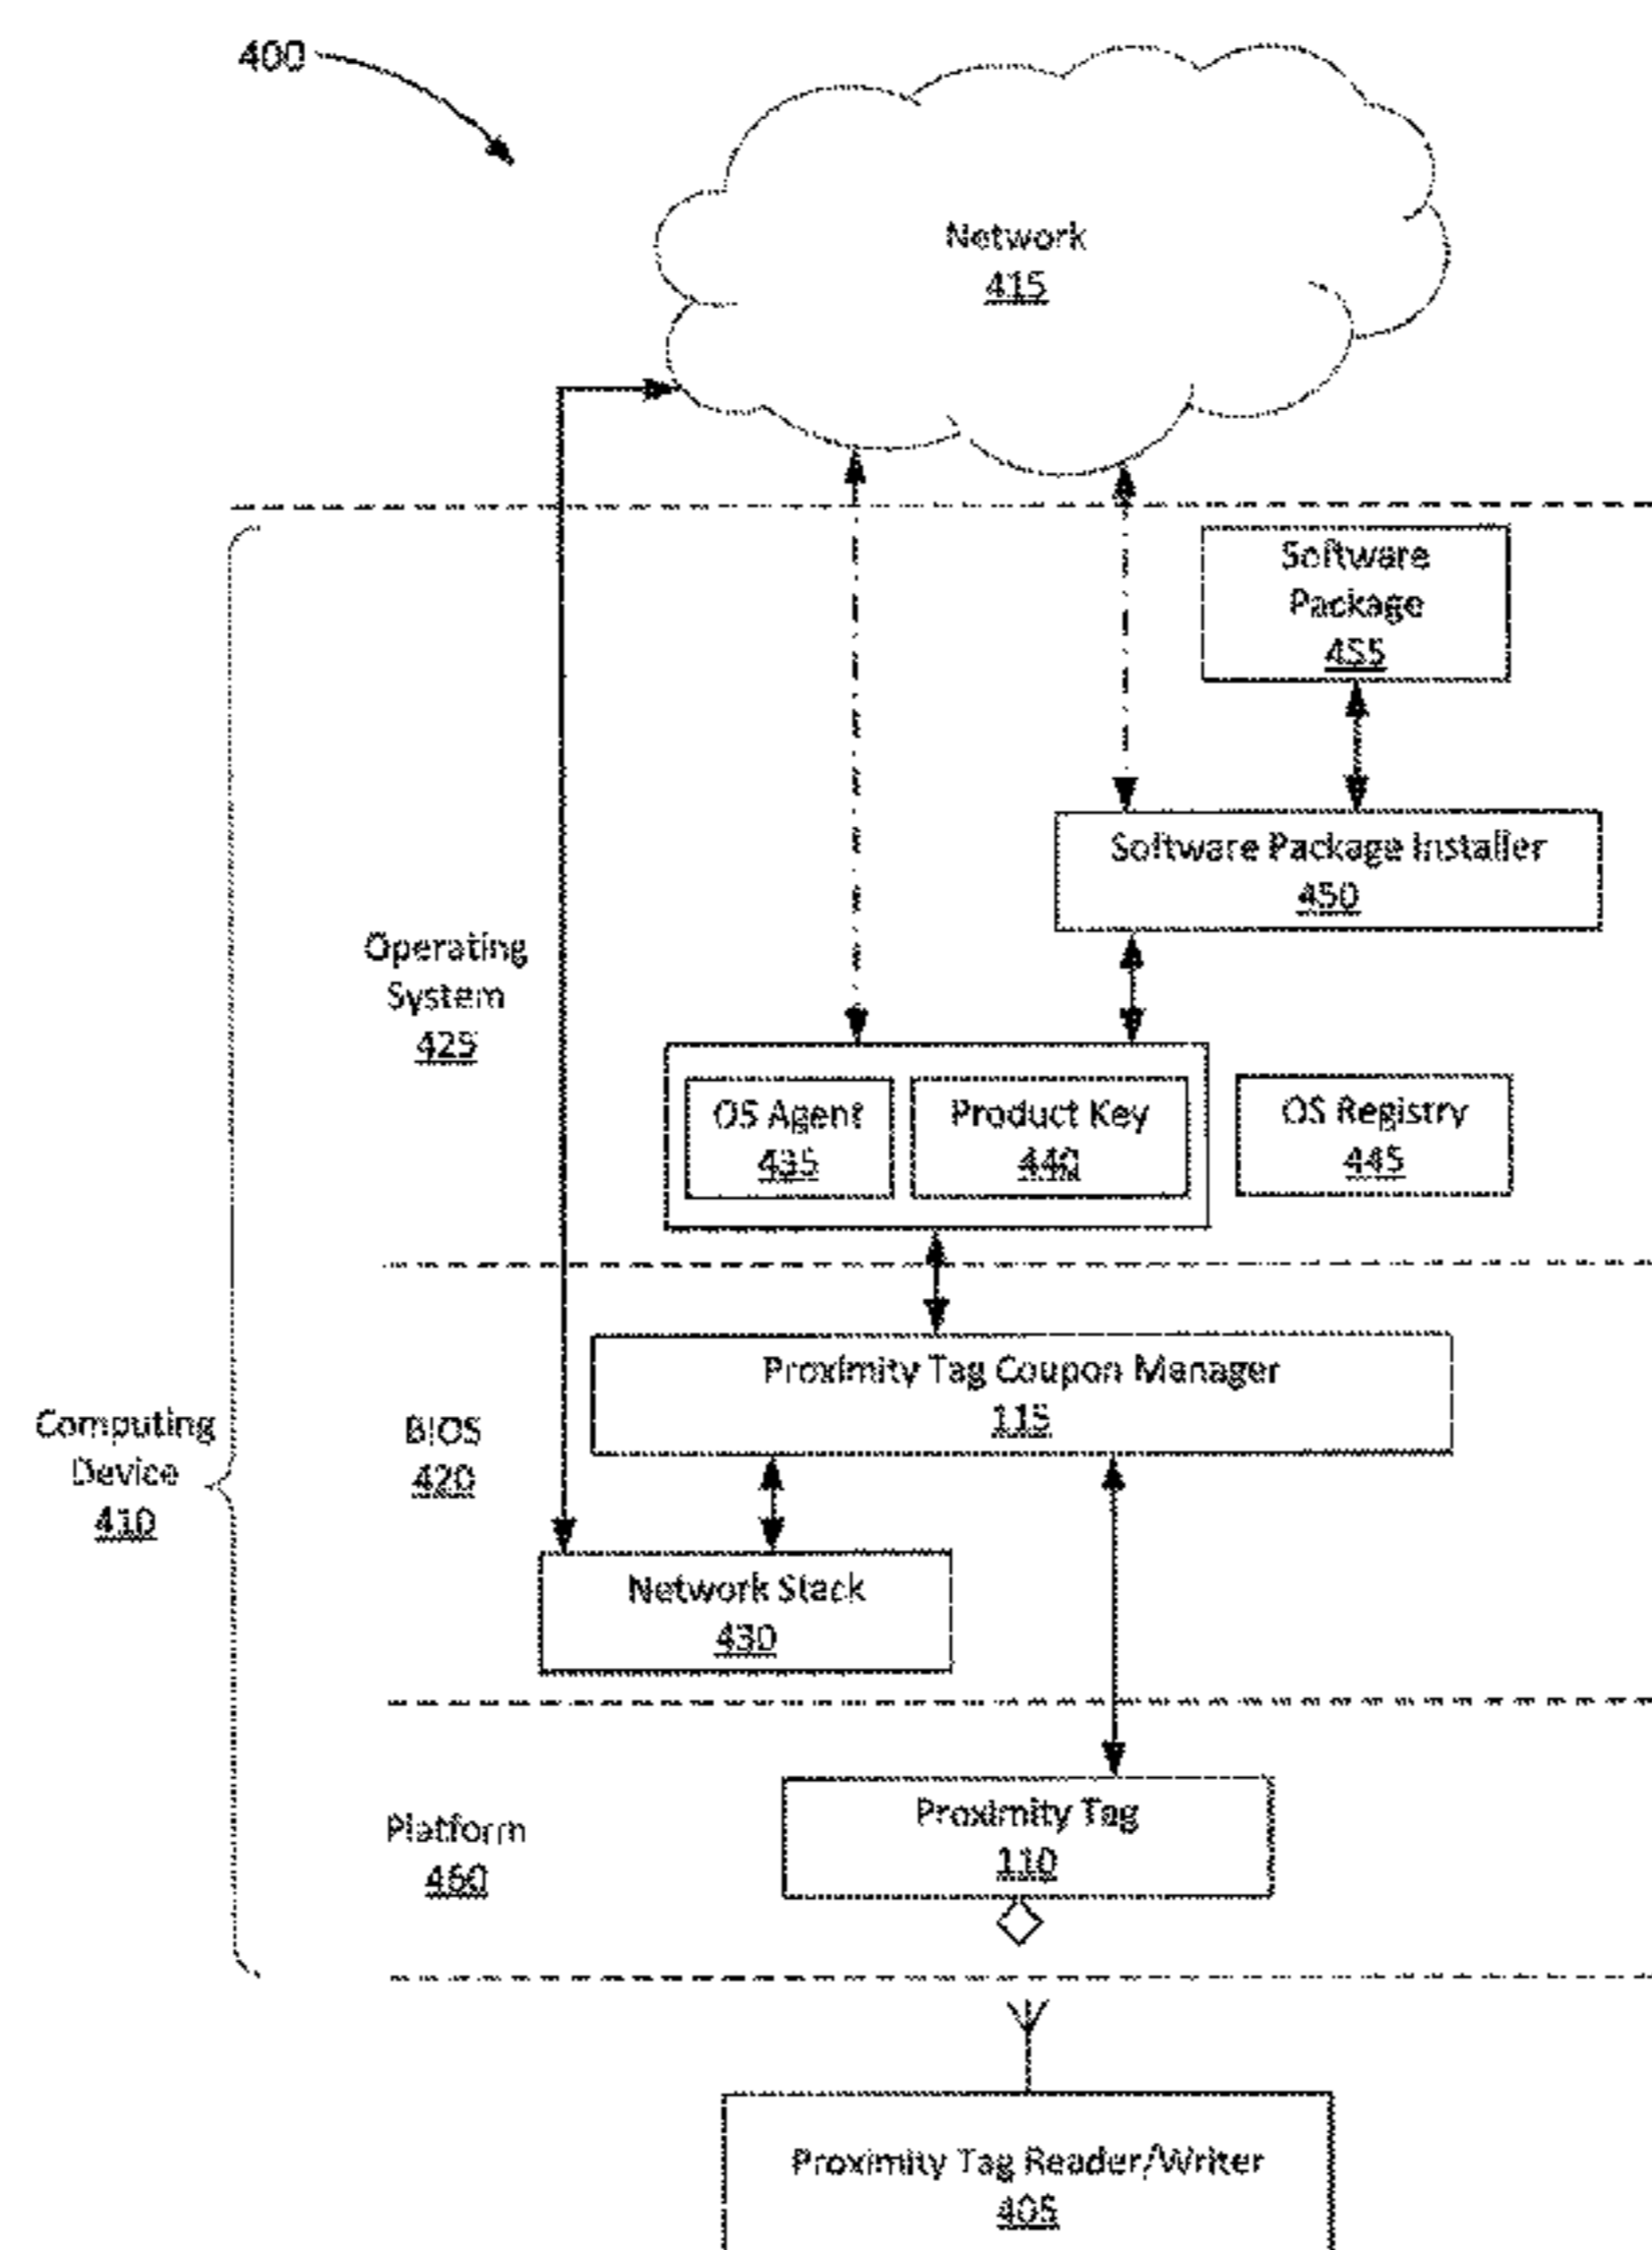 400
Network
415
Software
Package
455
Software Package Installer
450
Operating
System
425
OS Agent
435
Product Key
440
OS Registry
445
Proximity Tag Coupon Manager
115
Computing
Device
410
BIOS
420
Network Stack
430
Platform
460
Proximity Tag
110
Proximity Tag Reader/Writer
405